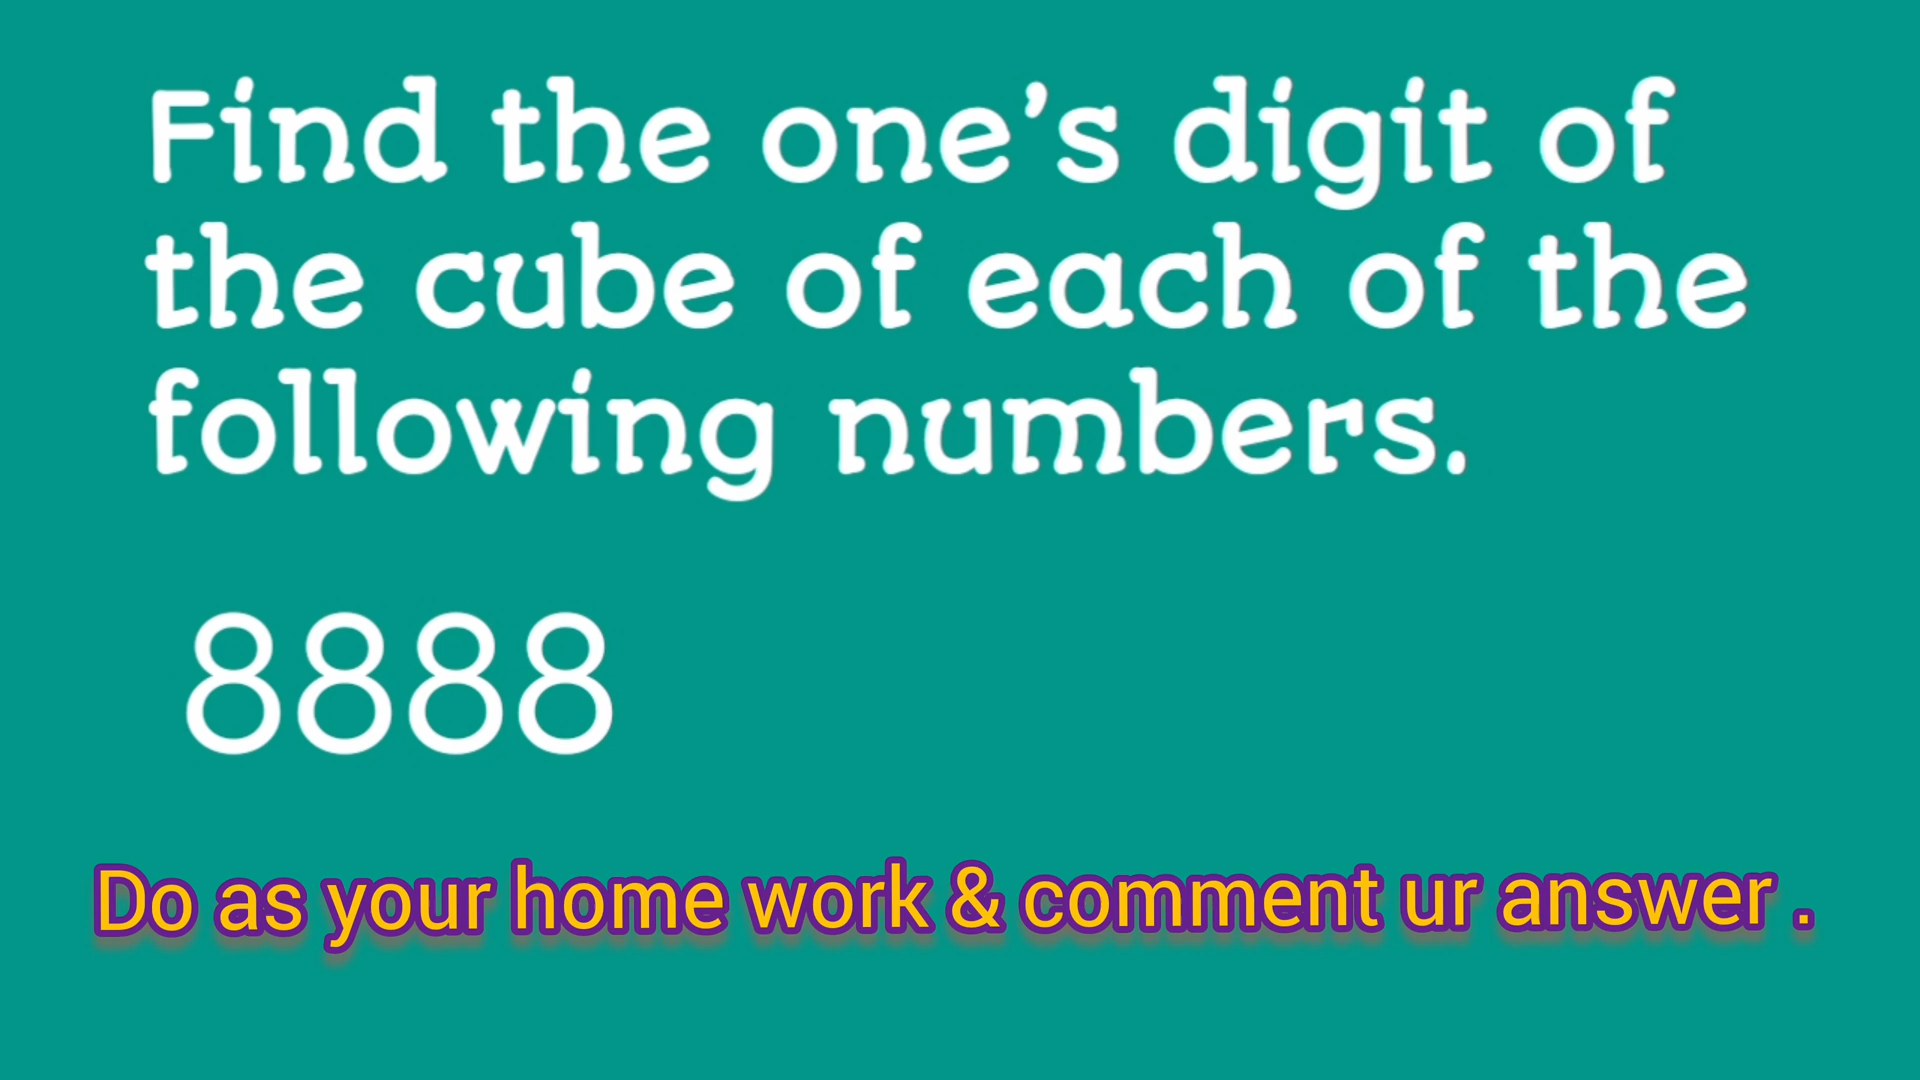 Find the one’s digit of
the cube of each of the
following numbers.
8888
Do as your home work & comment ur answer .